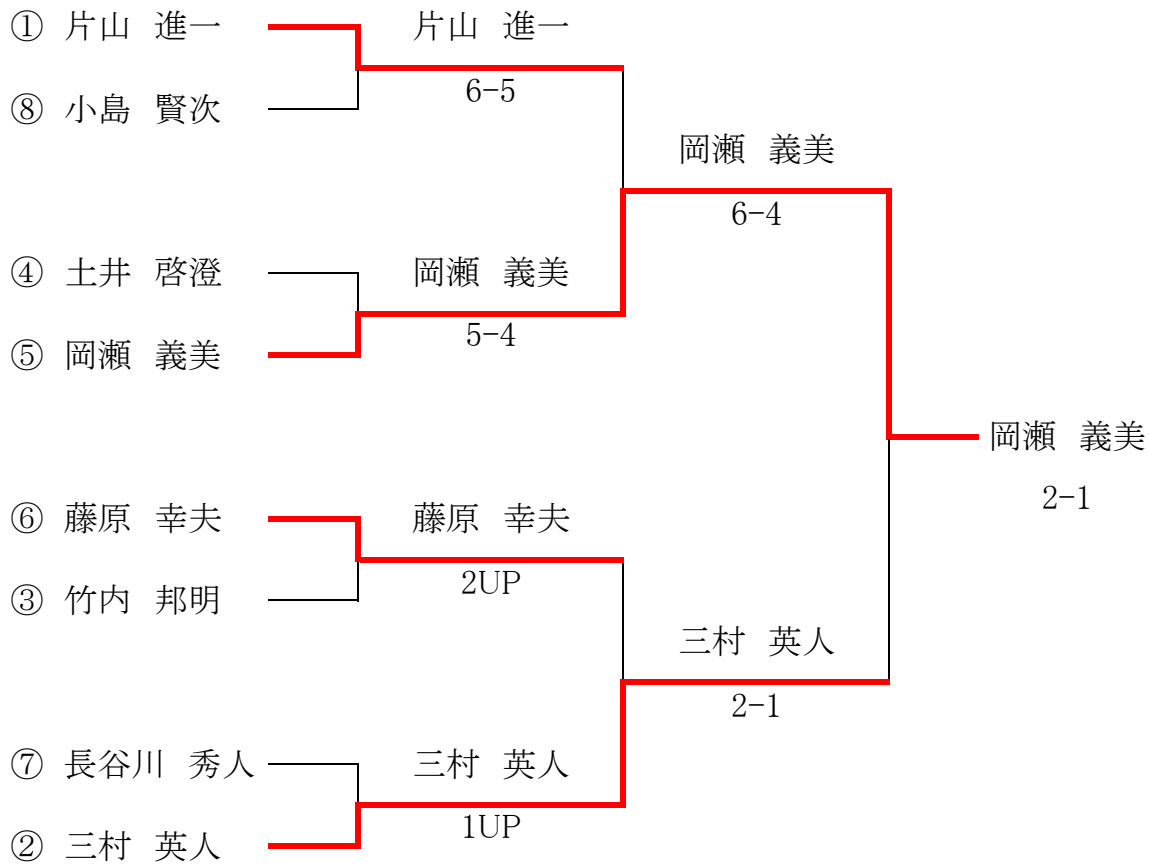 ① 片山 進一
片山 進一
6-5
⑧ 小島 賢次
岡瀬 義美
6-4
④ 土井 啓澄
岡瀬 義美
5-4
⑤ 岡瀬 義美
岡瀬 義美
2-1
⑥ 藤原 幸夫
藤原 幸夫
2UP
③ 竹内 邦明
三村 英人
2-1
⑦ 長谷川 秀人
三村 英人
1UP
② 三村 英人